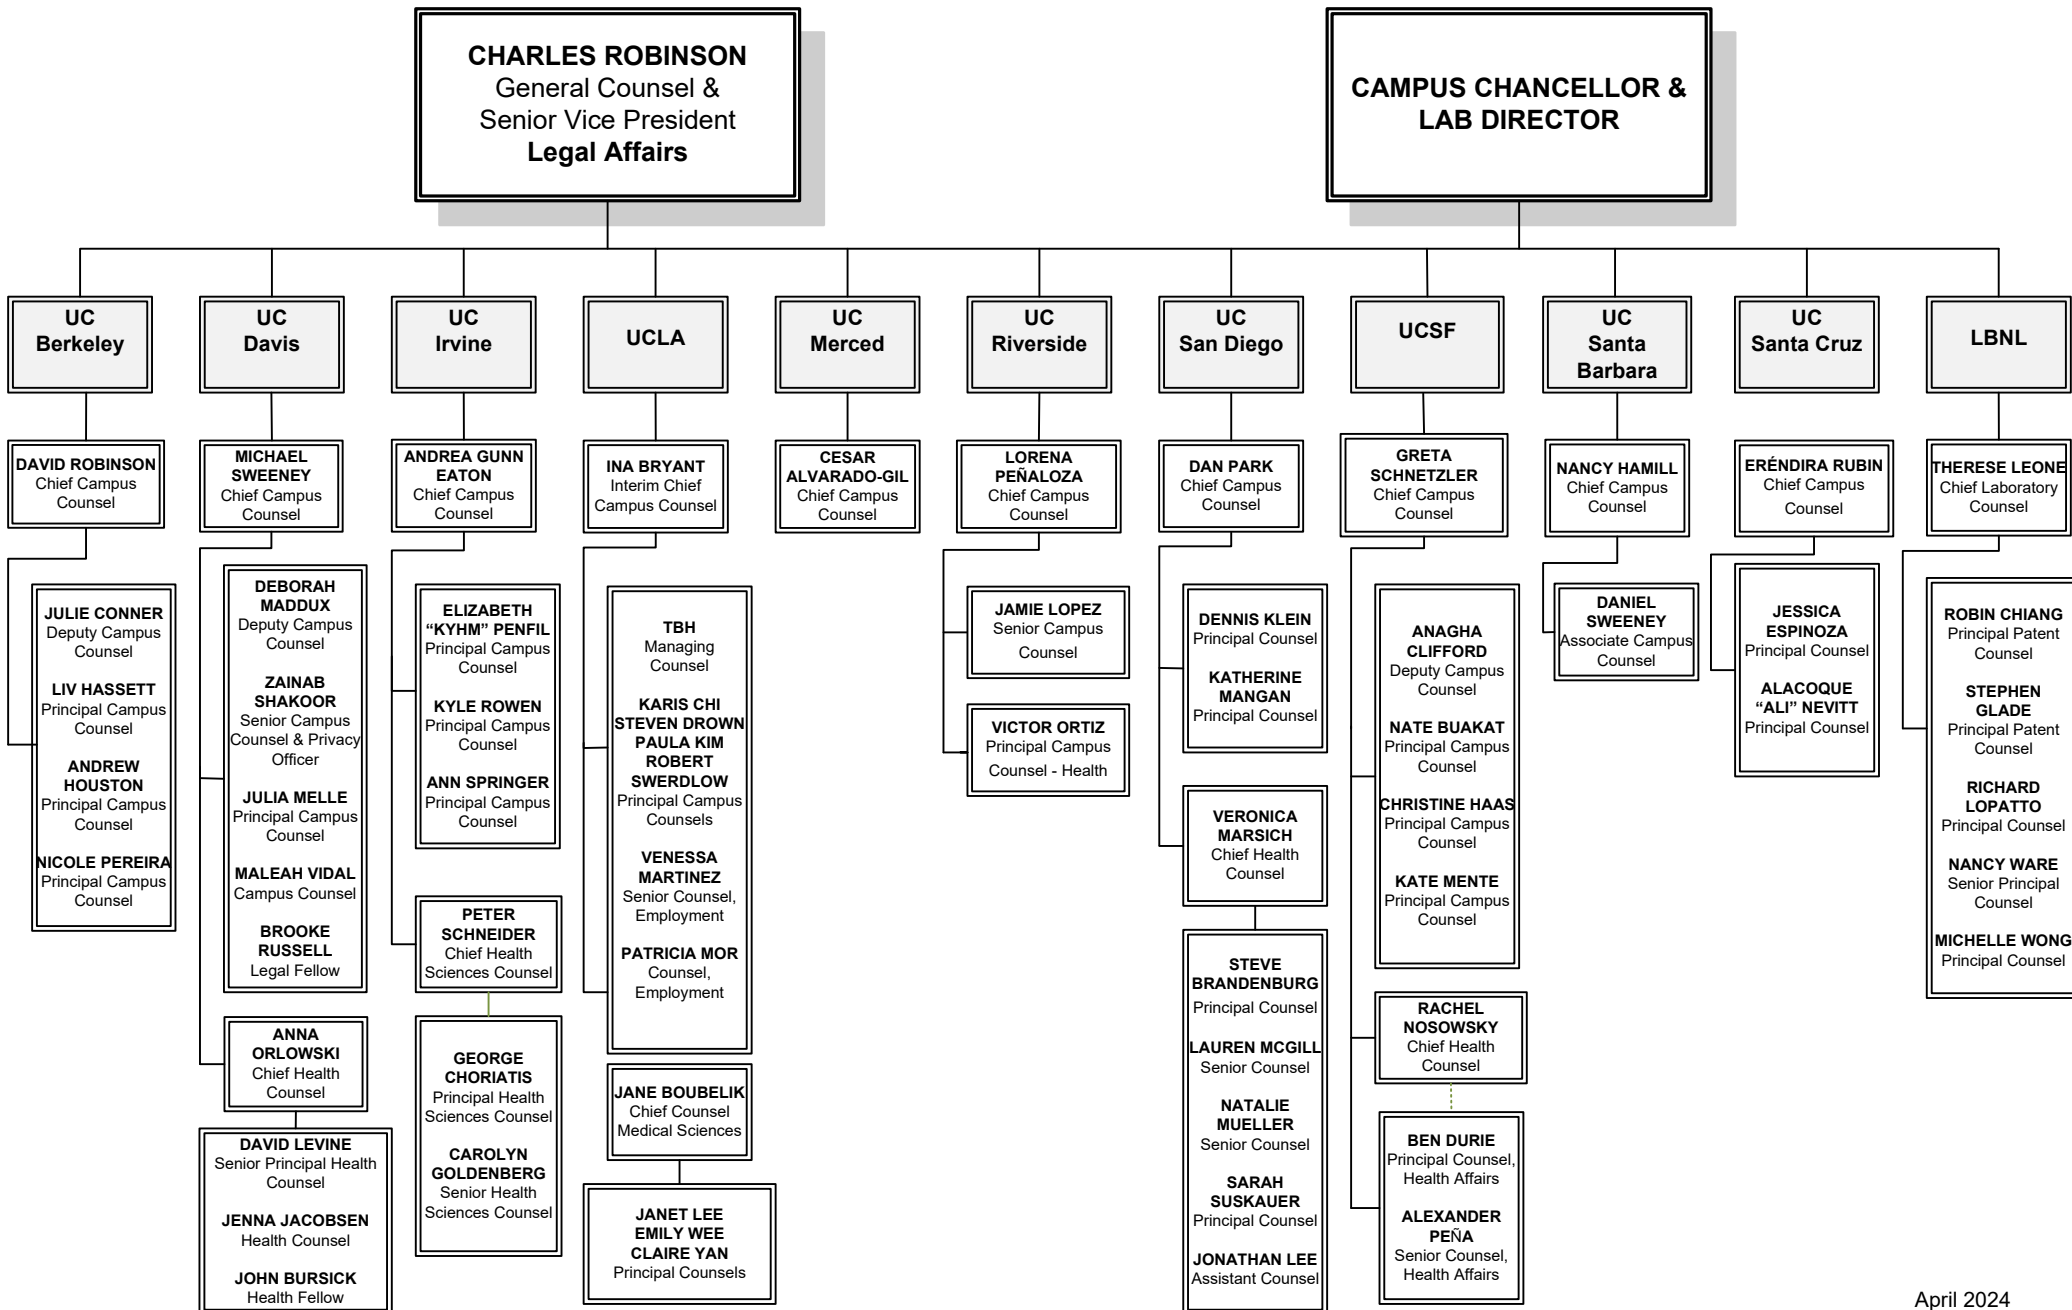 CHARLES ROBINSON
General Counsel &
Senior Vice President
Legal Affairs
CAMPUS CHANCELLOR &
LAB DIRECTOR
UC
Berkeley
DAVID ROBINSON
Chief Campus
Counsel
JULIE CONNER
Deputy Campus
Counsel
LIV HASSETT
Principal Campus
Counsel
ANDREW
HOUSTON
Principal Campus
Counsel
NICOLE PEREIRA
Principal Campus
Counsel
UC
Davis
MICHAEL
SWEENEY
Chief Campus
Counsel
DEBORAH
MADDUX
Deputy Campus
Counsel
ZAINAB
SHAKOOR
Senior Campus
Counsel & Privacy
Officer
JULIA MELLE
Principal Campus
Counsel
MALEAH VIDAL
Campus Counsel
BROOKE
RUSSELL
Legal Fellow
ANNA
ORLOWSKI
Chief Health
Counsel
DAVID LEVINE
Senior Principal Health
Counsel
JENNA JACOBSEN
Health Counsel
JOHN BURSICK
Health Fellow
UC
Irvine
ANDREA GUNN
EATON
Chief Campus
Counsel
ELIZABETH
“KYHM” PENFIL
Principal Campus
Counsel
KYLE ROWEN
Principal Campus
Counsel
ANN SPRINGER
Principal Campus
Counsel
PETER
SCHNEIDER
Chief Health
Sciences Counsel
GEORGE
CHORIATIS
Principal Health
Sciences Counsel
CAROLYN
GOLDENBERG
Senior Health
Sciences Counsel
UCLA
INA BRYANT
Interim Chief
Campus Counsel
TBH
Managing
Counsel
KARIS CHI
STEVEN DROWN
PAULA KIM
ROBERT
SWERDLOW
Principal Campus
Counsels
VENESSA
MARTINEZ
Senior Counsel,
Employment
PATRICIA MOR
Counsel,
Employment
JANE BOUBELIK
Chief Counsel
Medical Sciences
JANET LEE
EMILY WEE
CLAIRE YAN
Principal Counsels
UC
Merced
CESAR
ALVARADO-GIL
Chief Campus
Counsel
UC
Riverside
LORENA
PEÑALOZA
Chief Campus
Counsel
JAMIE LOPEZ
Senior Campus
Counsel
VICTOR ORTIZ
Principal Campus
Counsel - Health
UC
San Diego
DAN PARK
Chief Campus
Counsel
DENNIS KLEIN
Principal Counsel
KATHERINE
MANGAN
Principal Counsel
VERONICA
MARSICH
Chief Health
Counsel
STEVE
BRANDENBURG
Principal Counsel
LAUREN MCGILL
Senior Counsel
NATALIE
MUELLER
Senior Counsel
SARAH
SUSKAUER
Principal Counsel
JONATHAN LEE
Assistant Counsel
UCSF
GRETA
SCHNETZLER
Chief Campus
Counsel
ANAGHA
CLIFFORD
Deputy Campus
Counsel
NATE BUAKAT
Principal Campus
Counsel
CHRISTINE HAAS
Principal Campus
Counsel
KATE MENTE
Principal Campus
Counsel
RACHEL
NOSOWSKY
Chief Health
Counsel
BEN DURIE
Principal Counsel,
Health Affairs
ALEXANDER
PEÑA
Senior Counsel,
Health Affairs
UC
Santa
Barbara
NANCY HAMILL
Chief Campus
Counsel
DANIEL
SWEENEY
Associate Campus
Counsel
UC
Santa Cruz
ERÉNDIRA RUBIN
Chief Campus
Counsel
JESSICA
ESPINOZA
Principal Counsel
ALACOQUE
“ALI” NEVITT
Principal Counsel
LBNL
THERESE LEONE
Chief Laboratory
Counsel
ROBIN CHIANG
Principal Patent
Counsel
STEPHEN
GLADE
Principal Patent
Counsel
RICHARD
LOPATTO
Principal Counsel
NANCY WARE
Senior Principal
Counsel
MICHELLE WONG
Principal Counsel
April 2024